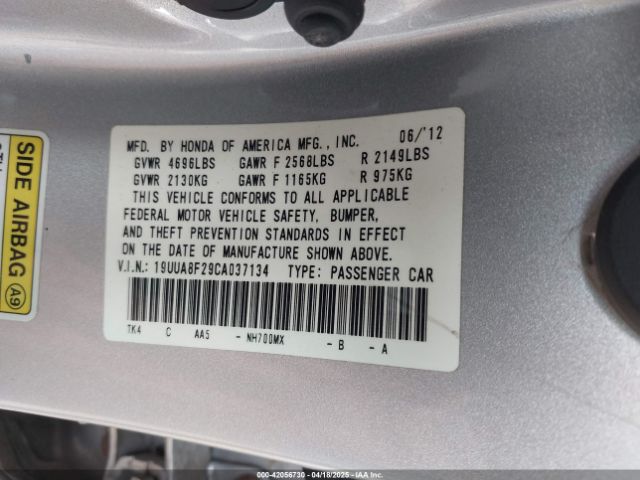 MFD. BY HONDA OF AMERICA MFG., INC. 06/'12
GVWR 4696LBS GAWR F 2568LBS R 2149LBS
GVWR 2130KG GAWR F 1165KG R 975KG
THIS VEHICLE CONFORMS TO ALL APPLICABLE
FEDERAL MOTOR VEHICLE SAFETY, BUMPER,
AND THEFT PREVENTION STANDARDS IN EFFECT
ON THE DATE OF MANUFACTURE SHOWN ABOVE.
V.I.N.: 19UUA8F29CA037134 TYPE: PASSENGER CAR
TK4 C AA5 - NH700MX - B - A
SIDE AIRBAG A9
000-42056730 - 04/18/2025 - IAAI.COM